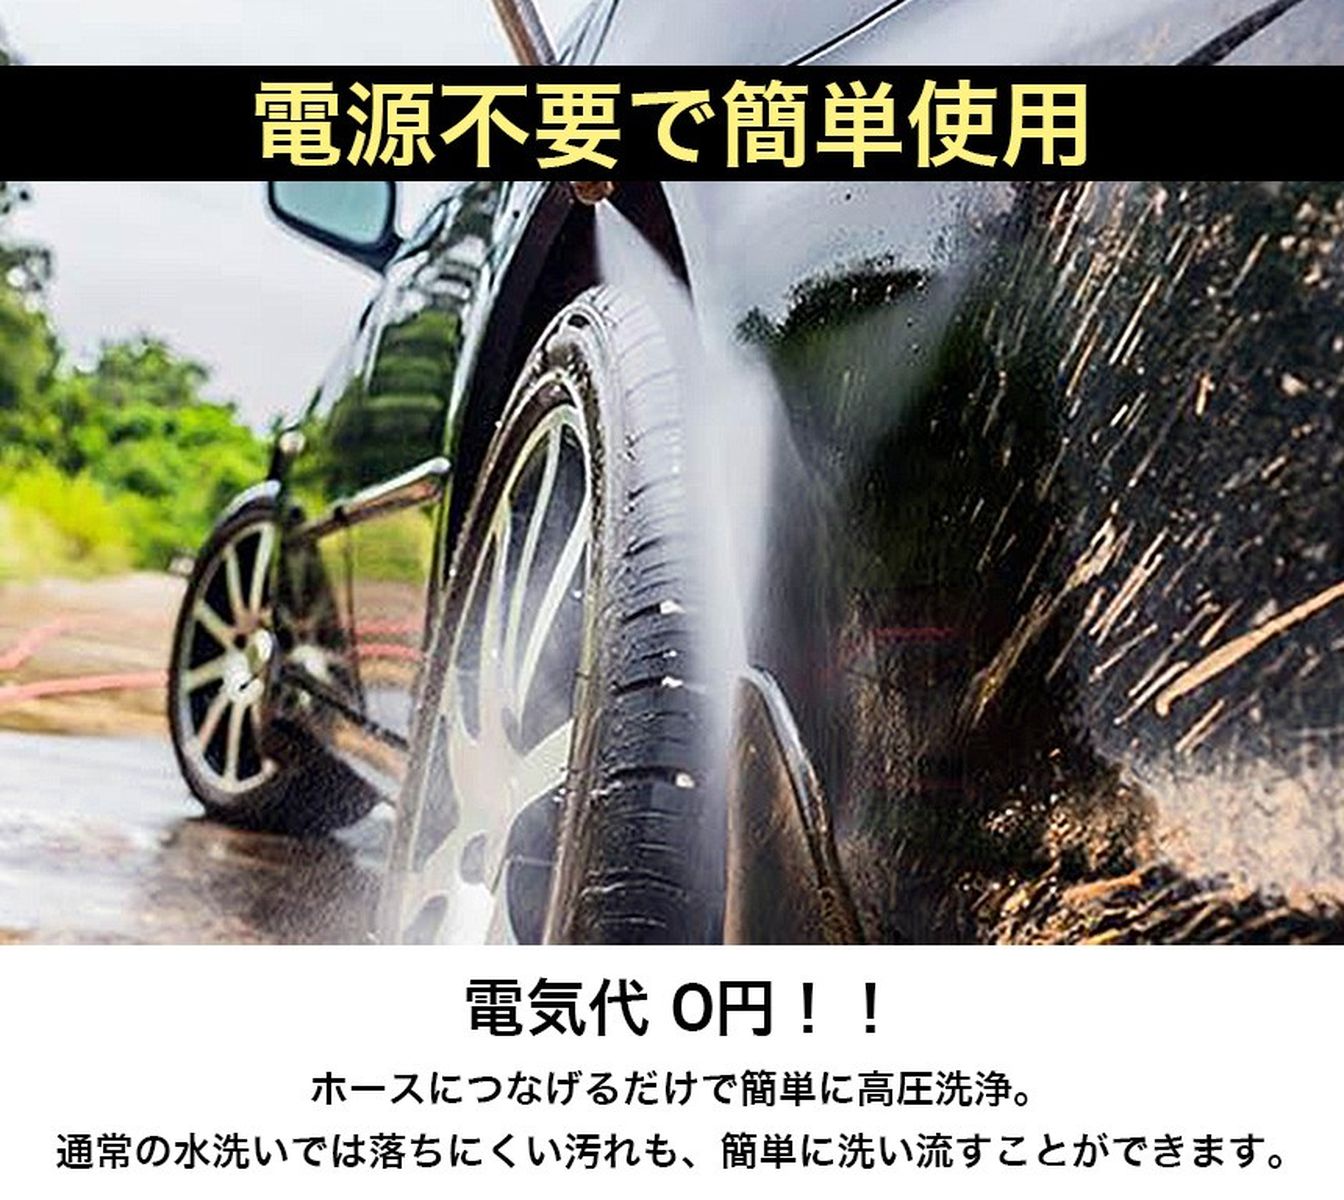 電源不要で簡単使用
電気代 0円！！
ホースにつなげるだけで簡単に高圧洗浄。
通常の水洗いでは落ちにくい汚れも、簡単に洗い流すことができます。